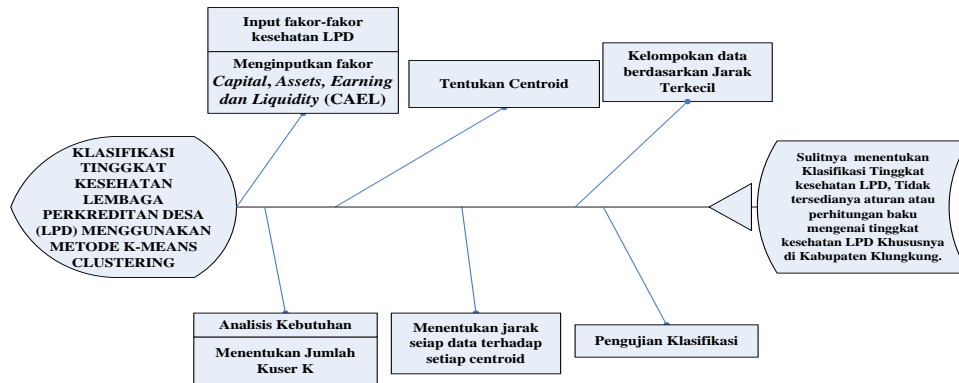 Input fakor-fakor
kesehatan LPD
Menginputkan fakor
Capital, Assets, Earning
dan Liquidity (CAEL)
Tentukan Centroid
Kelompokan data
berdasarkan Jarak
Terkecil
KLASIFIKASI
TINGGKAT
KESEHATAN
LEMBAGA
PERKREDITAN DESA
(LPD) MENGGUNAKAN
METODE K-MEANS
CLUSTERING
Sulitnya menentukan
Klasifikasi Tinggkat
kesehatan LPD, Tidak
tersedianya aturan atau
perhitungan baku
mengenai tinggkat
kesehatan LPD Khususnya
di Kabupaten Klungkung.
Analisis Kebutuhan
Menentukan Jumlah
Kuser K
Menentukan jarak
seiap data terhadap
setiap centroid
Pengujian Klasifikasi